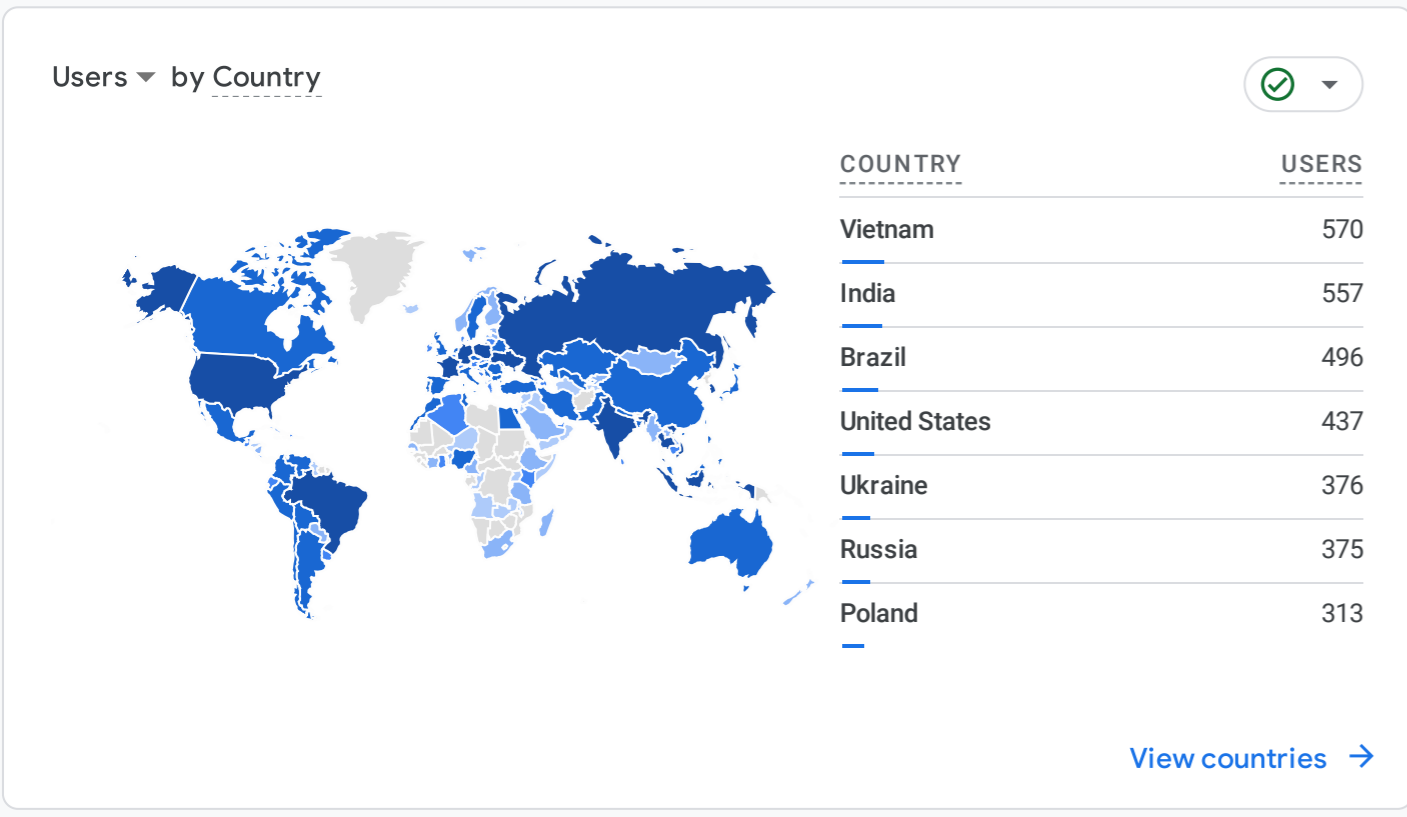 Users by Country
COUNTRY USERS
Vietnam 570
India 557
Brazil 496
United States 437
Ukraine 376
Russia 375
Poland 313
View countries